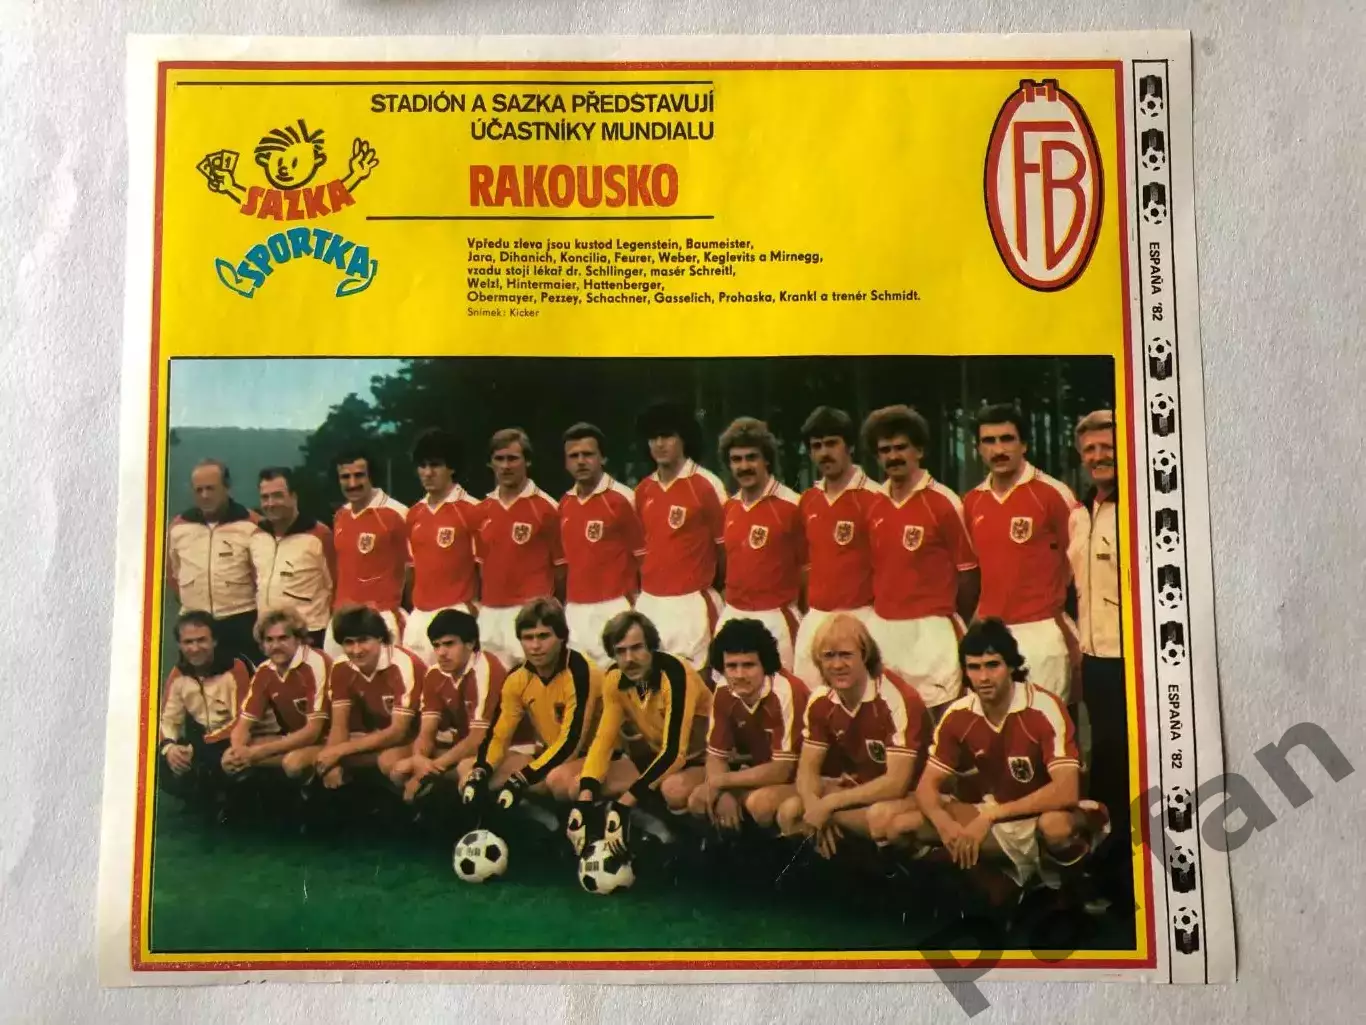 STADIÓN A SAZKA PŘEDSTAVUJÍ
ÚČASTNÍKY MUNDIALU
RAKOUSKO
SAZKA
SPORTKA
FB
Vpředu zleva jsou kustod Legenstein, Baumeister,
Jara, Dihanich, Koncilia, Feurer, Weber, Keglevits a Mirnegg,
vzadu stojí lékař dr. Schllinger, masér Schreitl,
Welzl, Hintermaier, Hattenberger,
Obermayer, Pezzey, Schachner, Gasselich, Prohaska, Krankl a trenér Schmidt.
Snímek: Kicker
ESPAÑA '82
ESPAÑA '82
Porfan